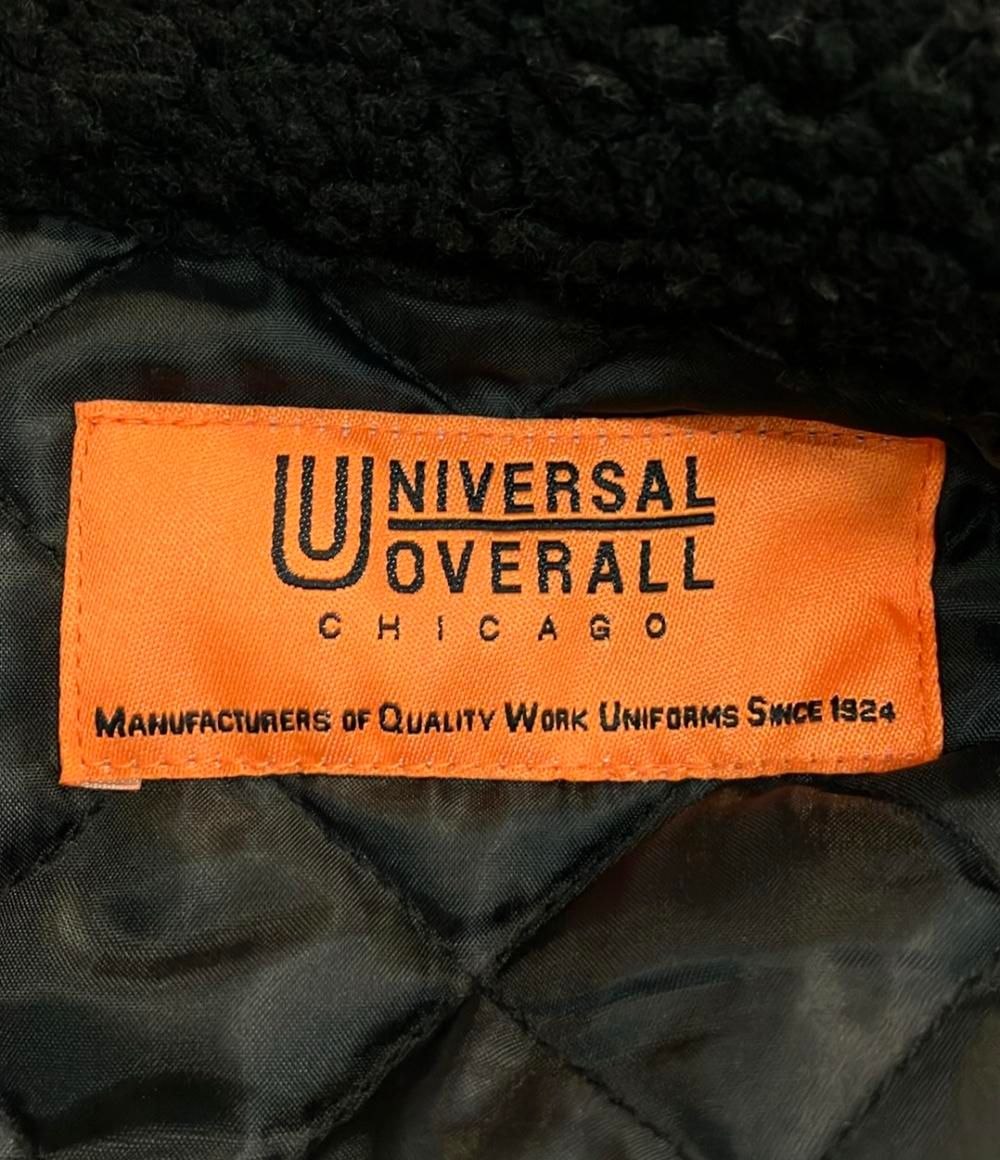 UNIVERSAL
OVERALL
CHICAGO
MANUFACTURERS OF QUALITY WORK UNIFORMS SINCE 1924